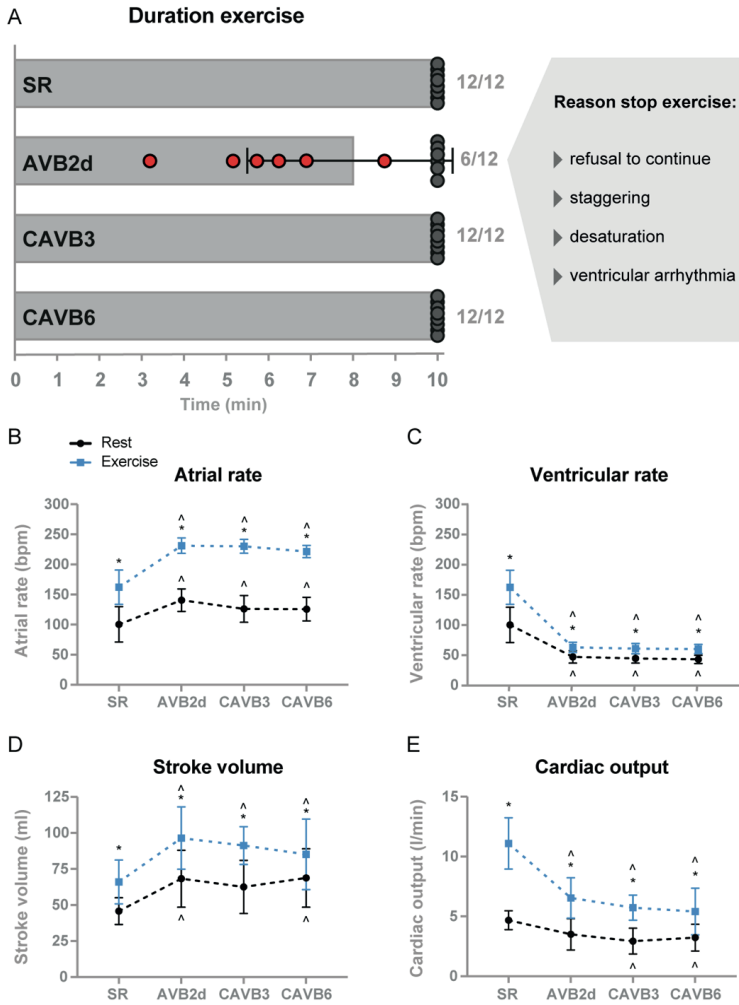 A
Duration exercise
SR
12/12
AVB2d
6/12
CAVB3
12/12
CAVB6
12/12
0 1 2 3 4 5 6 7 8 9 10
Time (min)
Reason stop exercise:
refusal to continue
staggering
desaturation
ventricular arrhythmia
B
Rest
Exercise
Atrial rate
Atrial rate (bpm)
300
250
200
150
100
50
0
*
^
*
^
*
^
*
^
^
^
SR AVB2d CAVB3 CAVB6
C
Ventricular rate
Ventricular rate (bpm)
300
250
200
150
100
50
0
*
^
*
^
*
^
*
^
^
^
SR AVB2d CAVB3 CAVB6
D
Stroke volume
Stroke volume (ml)
125
100
75
50
25
0
*
^
*
^
*
^
*
^
^
SR AVB2d CAVB3 CAVB6
E
Cardiac output
Cardiac output (l/min)
15
10
5
0
*
^
*
^
*
^
*
^
^
SR AVB2d CAVB3 CAVB6